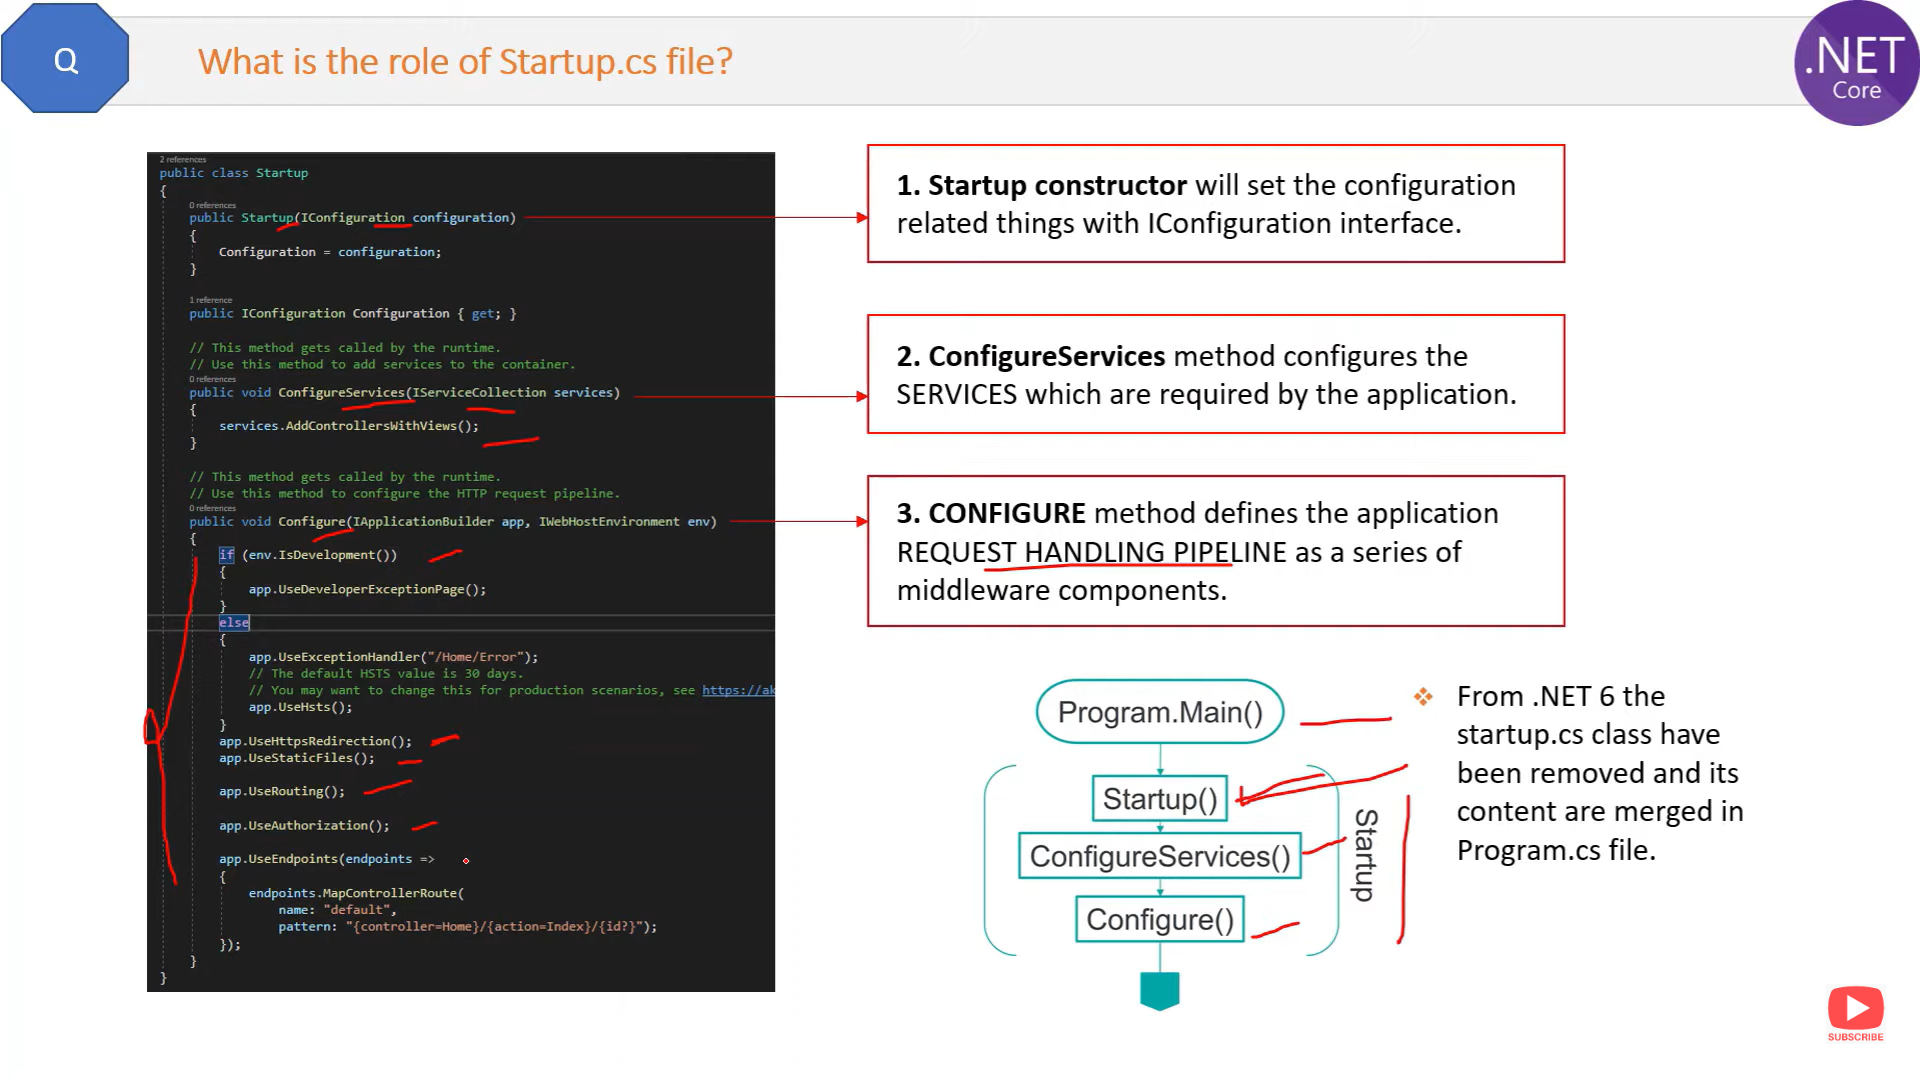 Q
What is the role of Startup.cs file?
.NET
Core
2 references
public class Startup
{
0 references
public Startup(IConfiguration configuration)
{
Configuration = configuration;
}
1 reference
public IConfiguration Configuration { get; }
// This method gets called by the runtime.
// Use this method to add services to the container.
0 references
public void ConfigureServices(IServiceCollection services)
{
services.AddControllersWithViews();
}
// This method gets called by the runtime.
// Use this method to configure the HTTP request pipeline.
0 references
public void Configure(IApplicationBuilder app, IWebHostEnvironment env)
{
if (env.IsDevelopment())
{
app.UseDeveloperExceptionPage();
}
else
{
app.UseExceptionHandler("/Home/Error");
// The default HSTS value is 30 days.
// You may want to change this for production scenarios, see https://ak
app.UseHsts();
}
app.UseHttpsRedirection();
app.UseStaticFiles();
app.UseRouting();
app.UseAuthorization();
app.UseEndpoints(endpoints =>
{
endpoints.MapControllerRoute(
name: "default",
pattern: "{controller=Home}/{action=Index}/{id?}");
});
}
}
1. Startup constructor will set the configuration
related things with IConfiguration interface.
2. ConfigureServices method configures the
SERVICES which are required by the application.
3. CONFIGURE method defines the application
REQUEST HANDLING PIPELINE as a series of
middleware components.
Program.Main()
Startup()
ConfigureServices()
Configure()
Startup
❖ From .NET 6 the
startup.cs class have
been removed and its
content are merged in
Program.cs file.
SUBSCRIBE